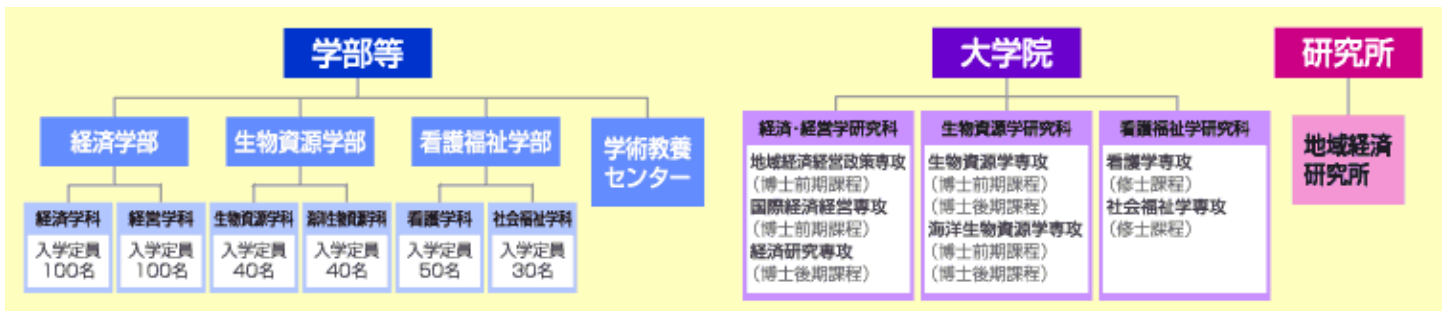 学部等
経済学部
生物資源学部
看護福祉学部
学術教養
センター
経済学科
入学定員
100名
経営学科
入学定員
100名
生物資源学科
入学定員
40名
海洋生物資源学科
入学定員
40名
看護学科
入学定員
50名
社会福祉学科
入学定員
30名
大学院
経済・経営学研究科
地域経済経営政策専攻
(博士前期課程)
国際経済経営専攻
(博士前期課程)
経済研究専攻
(博士後期課程)
生物資源学研究科
生物資源学専攻
(博士前期課程)
(博士後期課程)
海洋生物資源学専攻
(博士前期課程)
(博士後期課程)
看護福祉学研究科
看護学専攻
(修士課程)
社会福祉学専攻
(修士課程)
研究所
地域経済
研究所